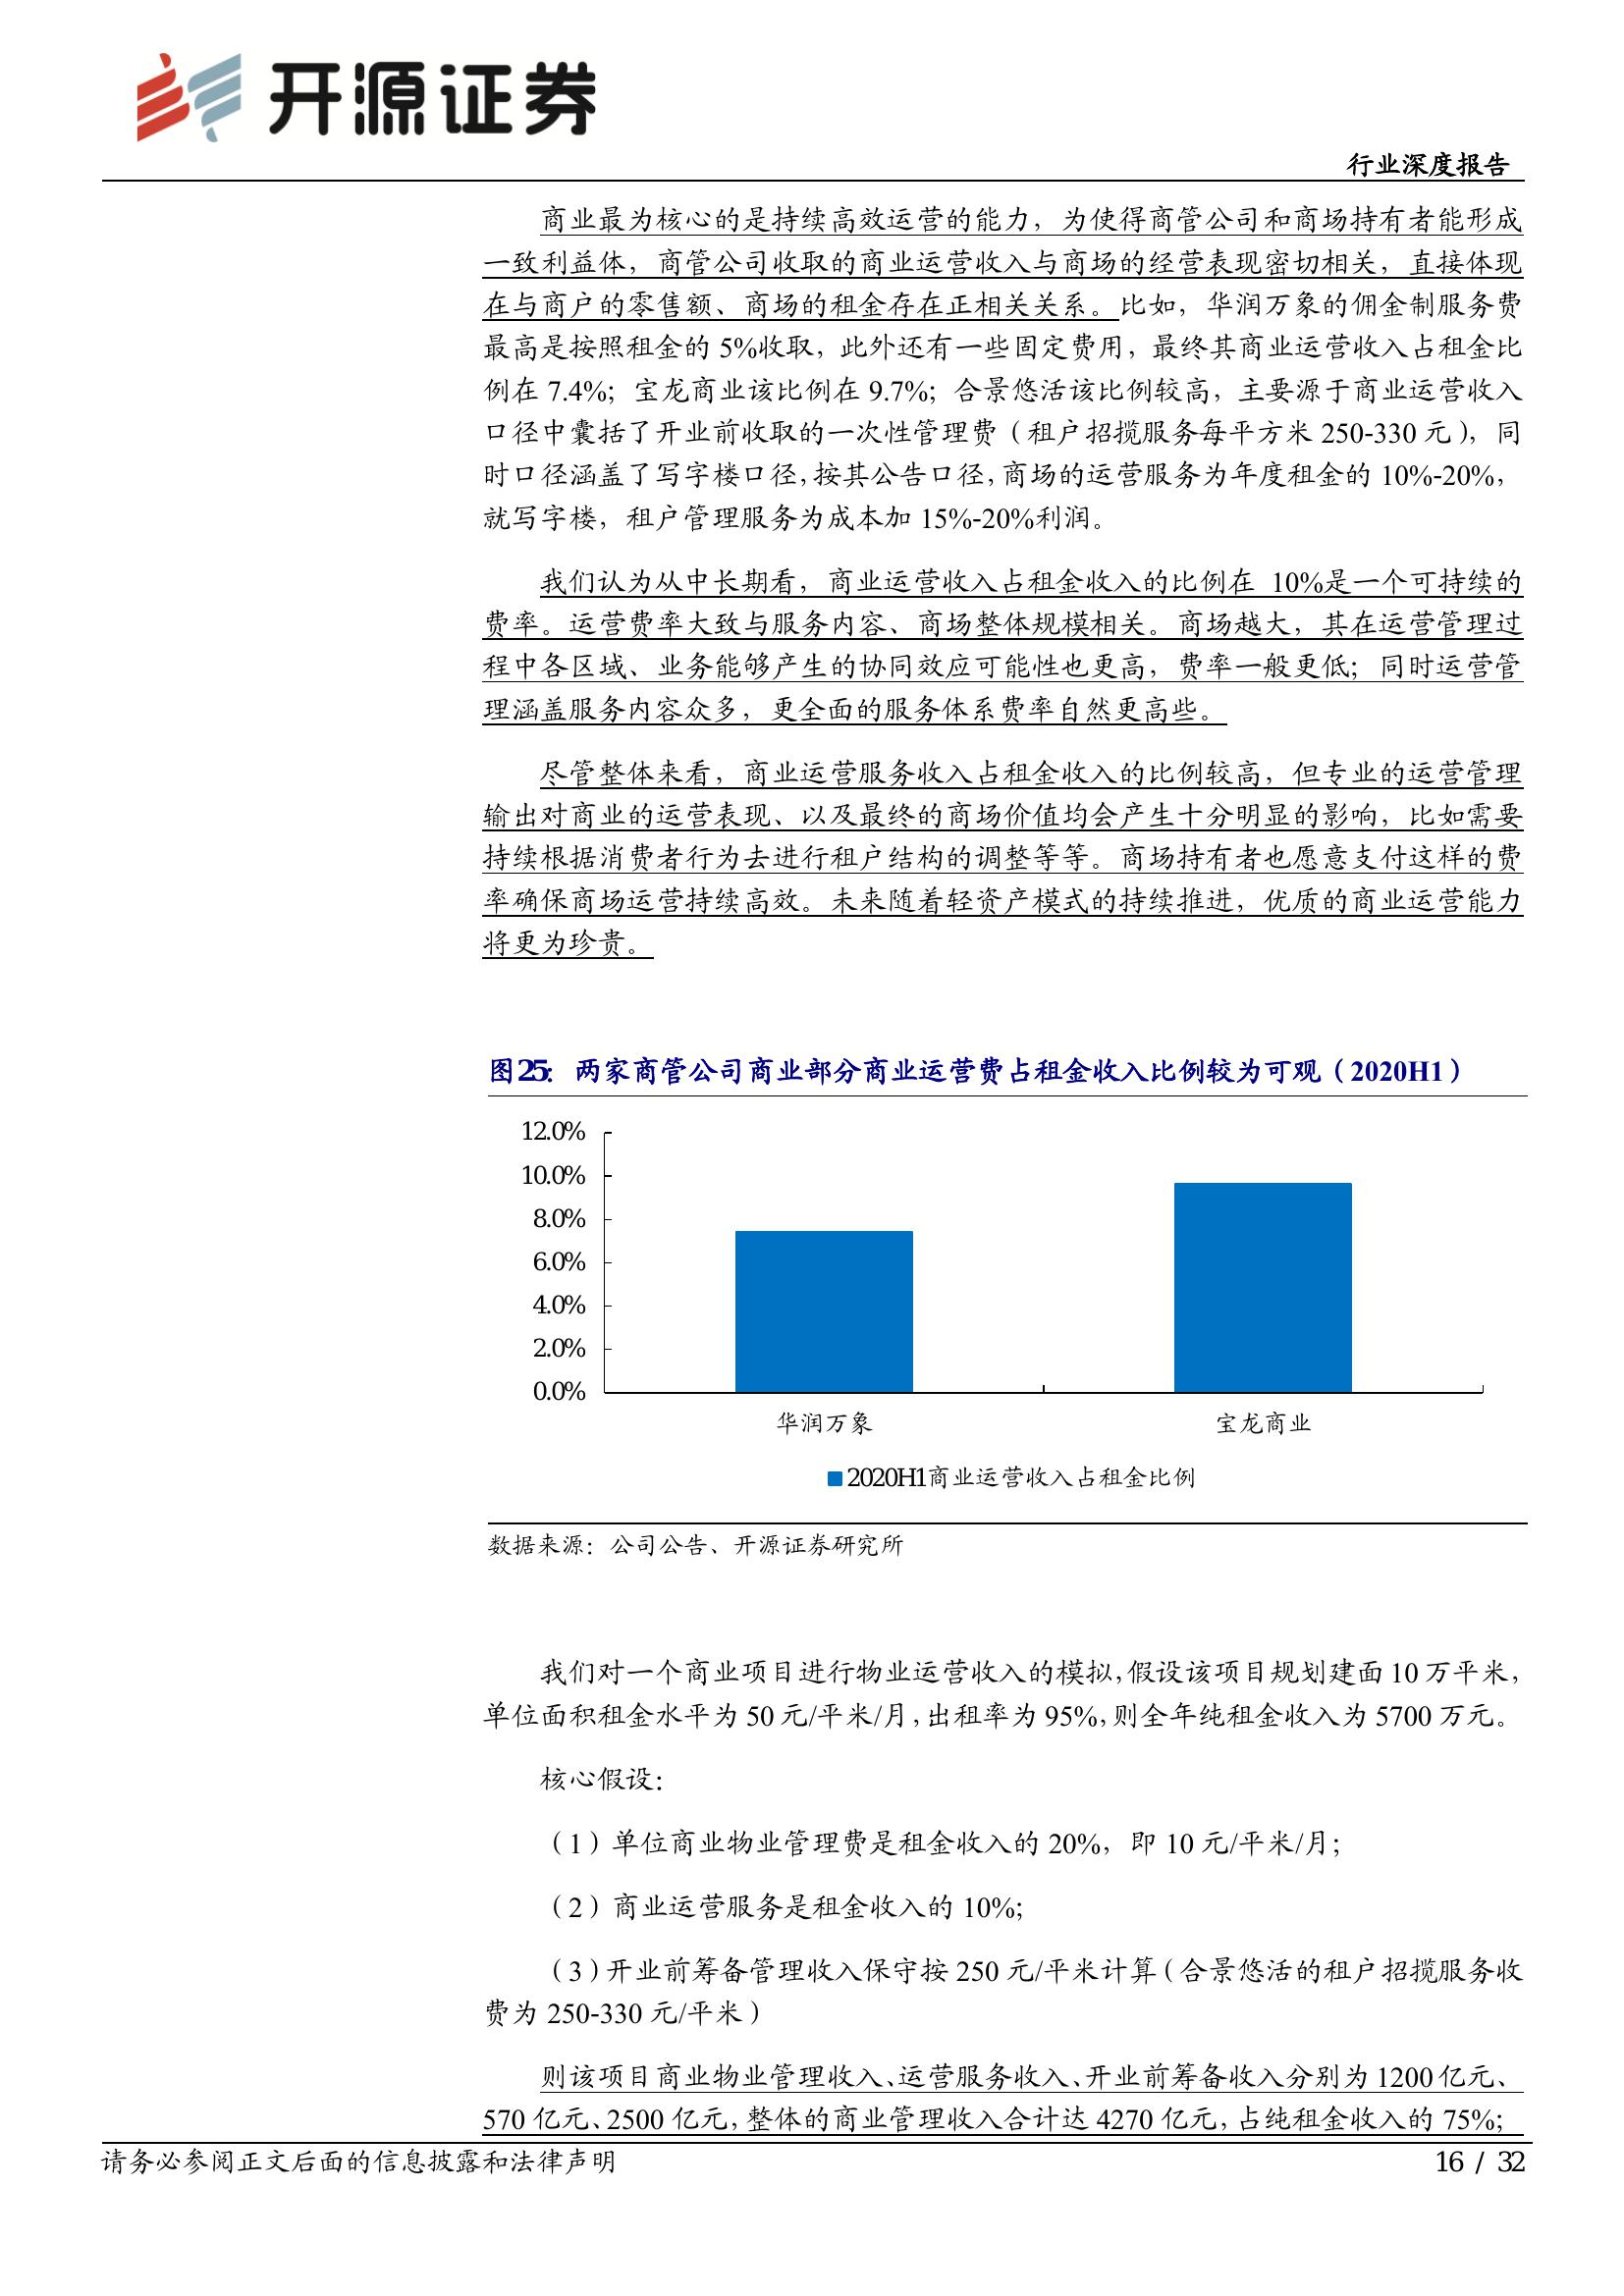 开源证券
行业深度报告
商业最为核心的是持续高效运营的能力，为使得商管公司和商场持有者能形成
一致利益体，商管公司收取的商业运营收入与商场的经营表现密切相关，直接体现
在与商户的零售额、商场的租金存在正相关关系。比如，华润万象的佣金制服务费
最高是按照租金的 5%收取，此外还有一些固定费用，最终其商业运营收入占租金比
例在 7.4%；宝龙商业该比例在 9.7%；合景悠活该比例较高，主要源于商业运营收入
口径中囊括了开业前收取的一次性管理费（租户招揽服务每平方米 250-330 元），同
时口径涵盖了写字楼口径，按其公告口径，商场的运营服务为年度租金的 10%-20%，
就写字楼，租户管理服务为成本加 15%-20%利润。
我们认为从中长期看，商业运营收入占租金收入的比例在 10%是一个可持续的
费率。运营费率大致与服务内容、商场整体规模相关。商场越大，其在运营管理过
程中各区域、业务能够产生的协同效应可能性也更高，费率一般更低；同时运营管
理涵盖服务内容众多，更全面的服务体系费率自然更高些。
尽管整体来看，商业运营服务收入占租金收入的比例较高，但专业的运营管理
输出对商业的运营表现、以及最终的商场价值均会产生十分明显的影响，比如需要
持续根据消费者行为去进行租户结构的调整等等。商场持有者也愿意支付这样的费
率确保商场运营持续高效。未来随着轻资产模式的持续推进，优质的商业运营能力
将更为珍贵。
图25：两家商管公司商业部分商业运营费占租金收入比例较为可观（2020H1）
12.0%
10.0%
8.0%
6.0%
4.0%
2.0%
0.0%
华润万象 宝龙商业
2020H1商业运营收入占租金比例
数据来源：公司公告、开源证券研究所
我们对一个商业项目进行物业运营收入的模拟，假设该项目规划建面 10 万平米，
单位面积租金水平为 50 元/平米/月，出租率为 95%，则全年纯租金收入为 5700 万元。
核心假设：
（1）单位商业物业管理费是租金收入的 20%，即 10 元/平米/月；
（2）商业运营服务是租金收入的 10%;
（3）开业前筹备管理收入保守按 250 元/平米计算（合景悠活的租户招揽服务收
费为 250-330 元/平米）
则该项目商业物业管理收入、运营服务收入、开业前筹备收入分别为 1200 亿元、
570 亿元、2500 亿元，整体的商业管理收入合计达 4270 亿元，占纯租金收入的 75%；
请务必参阅正文后面的信息披露和法律声明
16 / 32